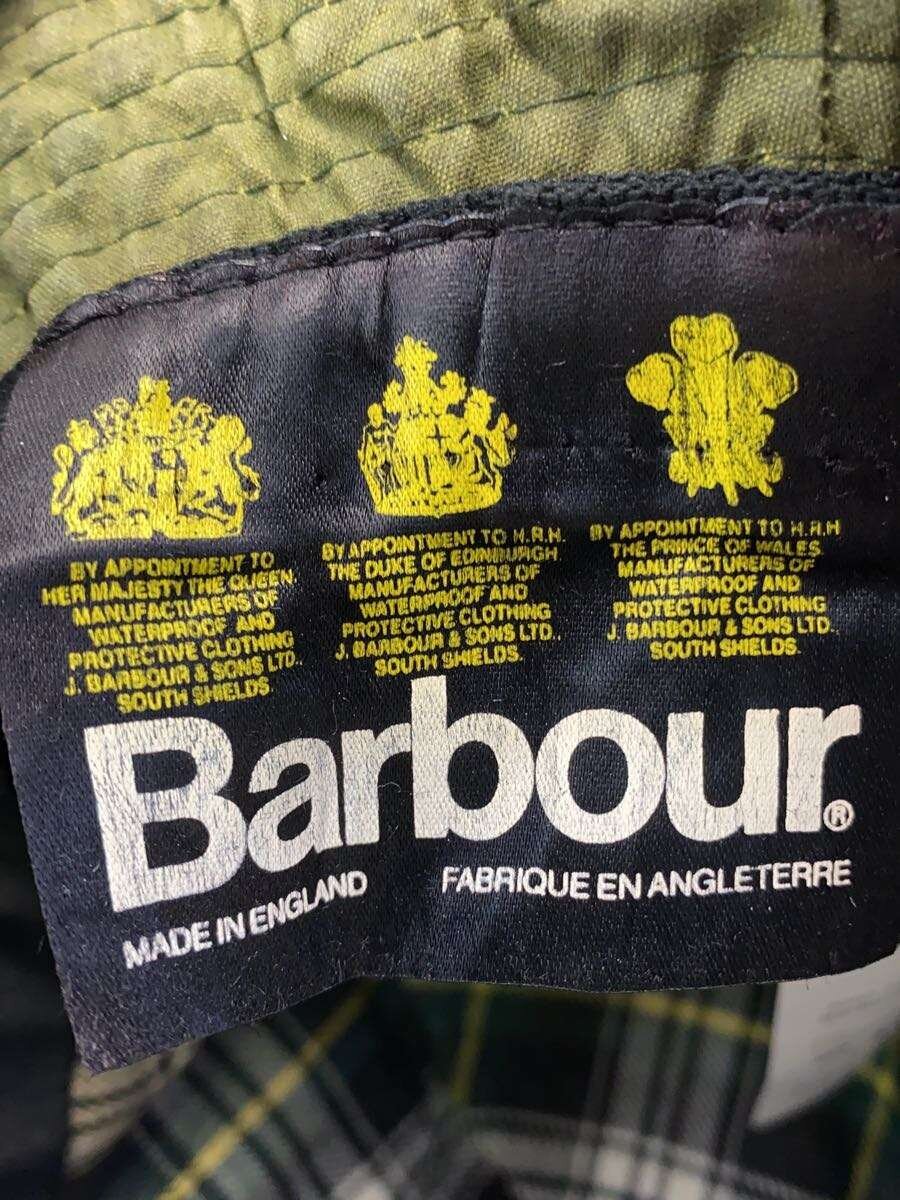 BY APPOINTMENT TO
HER MAJESTY THE QUEEN
MANUFACTURERS OF
WATERPROOF AND
PROTECTIVE CLOTHING
J. BARBOUR & SONS LTD..
SOUTH SHIELDS.
BY APPOINTMENT TO H.R.H.
THE DUKE OF EDINBURGH
MANUFACTURERS OF
WATERPROOF AND
PROTECTIVE CLOTHING
J. BARBOUR & SONS LTD..
SOUTH SHIELDS.
BY APPOINTMENT TO H.R.H
THE PRINCE OF WALES
MANUFACTURERS OF
WATERPROOF AND
PROTECTIVE CLOTHING
J. BARBOUR & SONS LTD..
SOUTH SHIELDS.
Barbour®
MADE IN ENGLAND
FABRIQUE EN ANGLETERRE